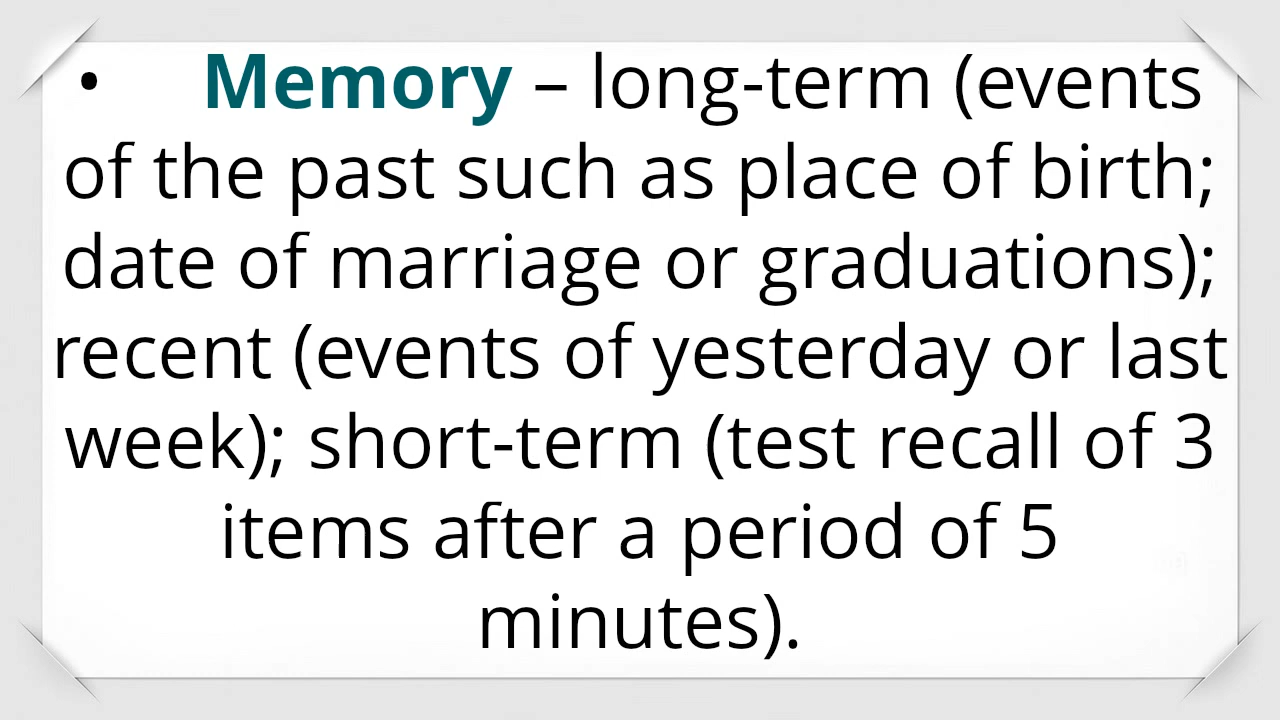 • Memory – long-term (events
of the past such as place of birth;
date of marriage or graduations);
recent (events of yesterday or last
week); short-term (test recall of 3
items after a period of 5
minutes).